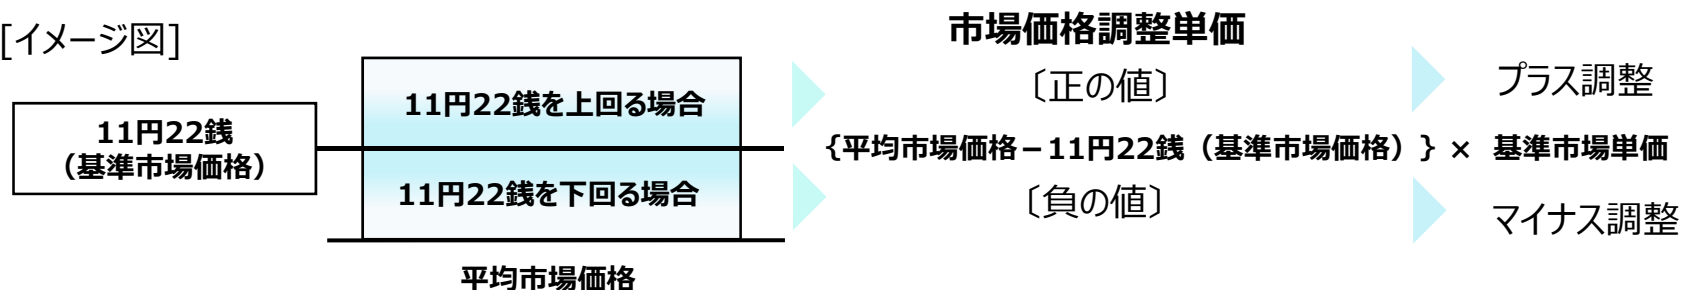 [イメージ図]
市場価格調整単価
11円22銭
（基準市場価格）
11円22銭を上回る場合
11円22銭を下回る場合
平均市場価格
〔正の値〕
プラス調整
{平均市場価格－11円22銭（基準市場価格）} × 基準市場単価
〔負の値〕
マイナス調整